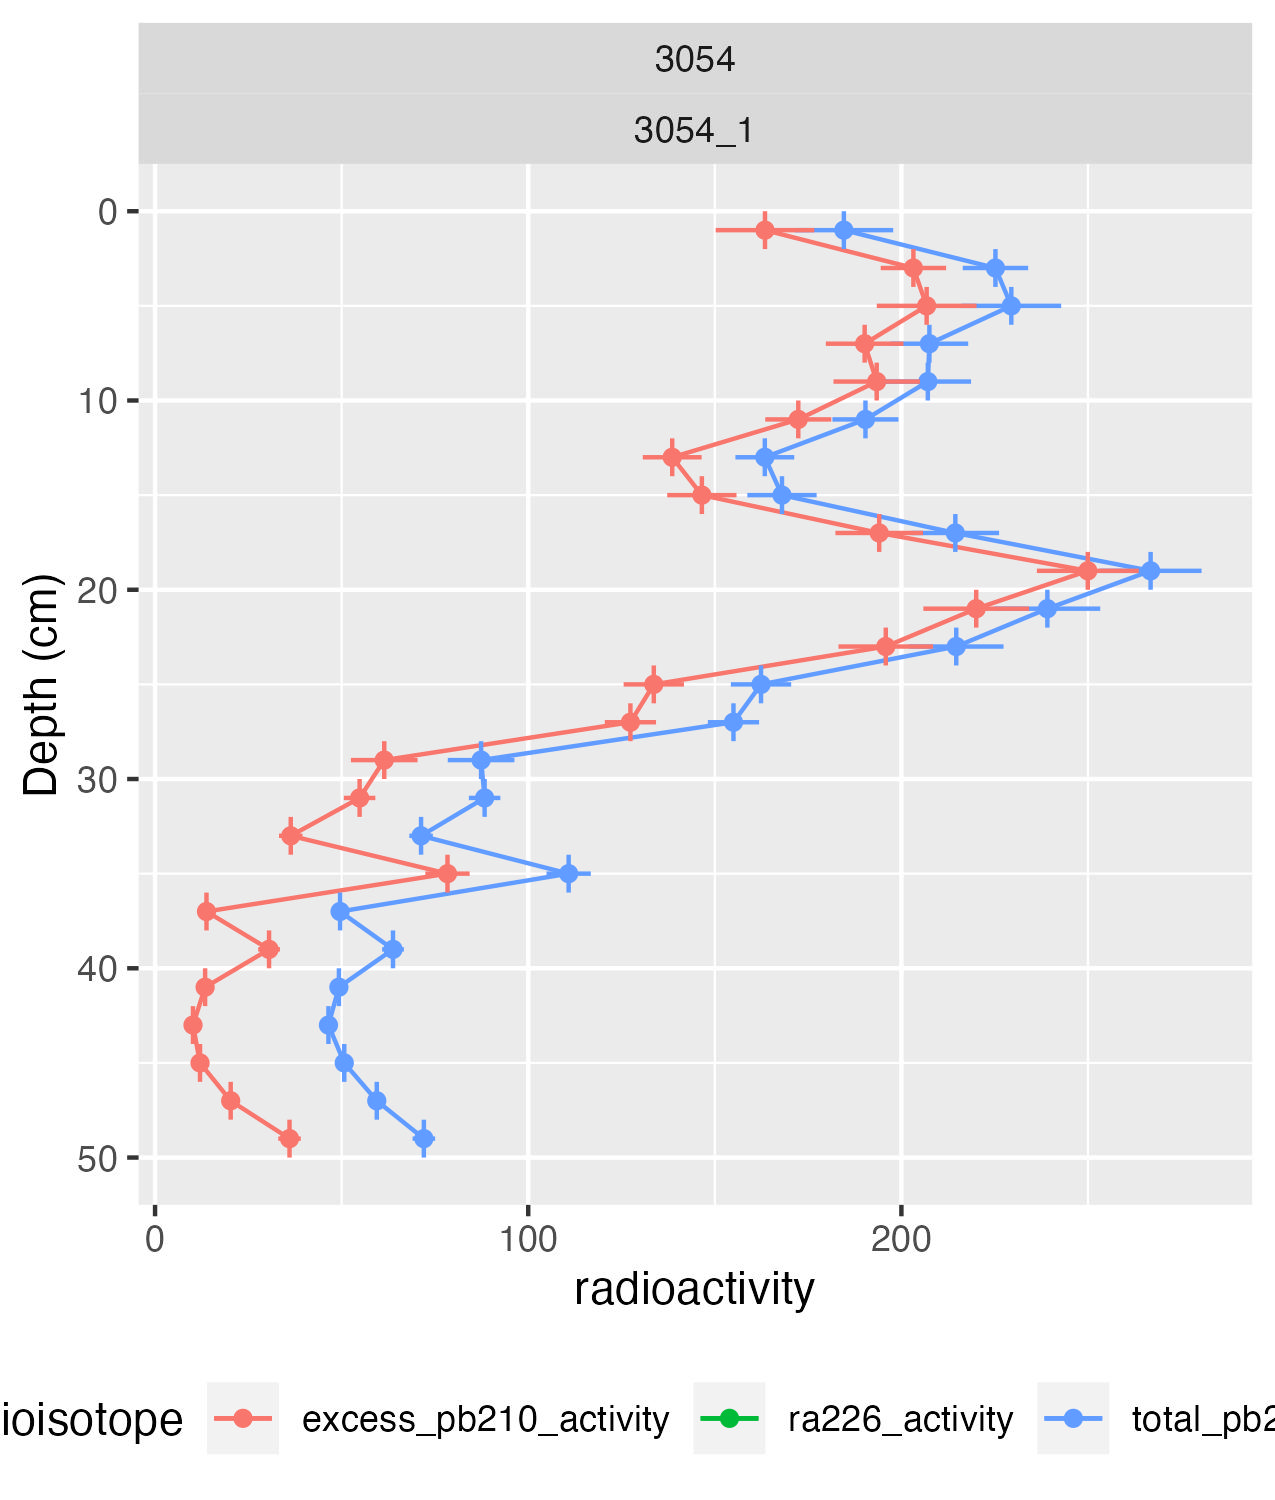 3054
3054_1
0
10
20
30
40
50
Depth (cm)
0 100 200
radioactivity
ioisotope excess_pb210_activity ra226_activity total_pb2